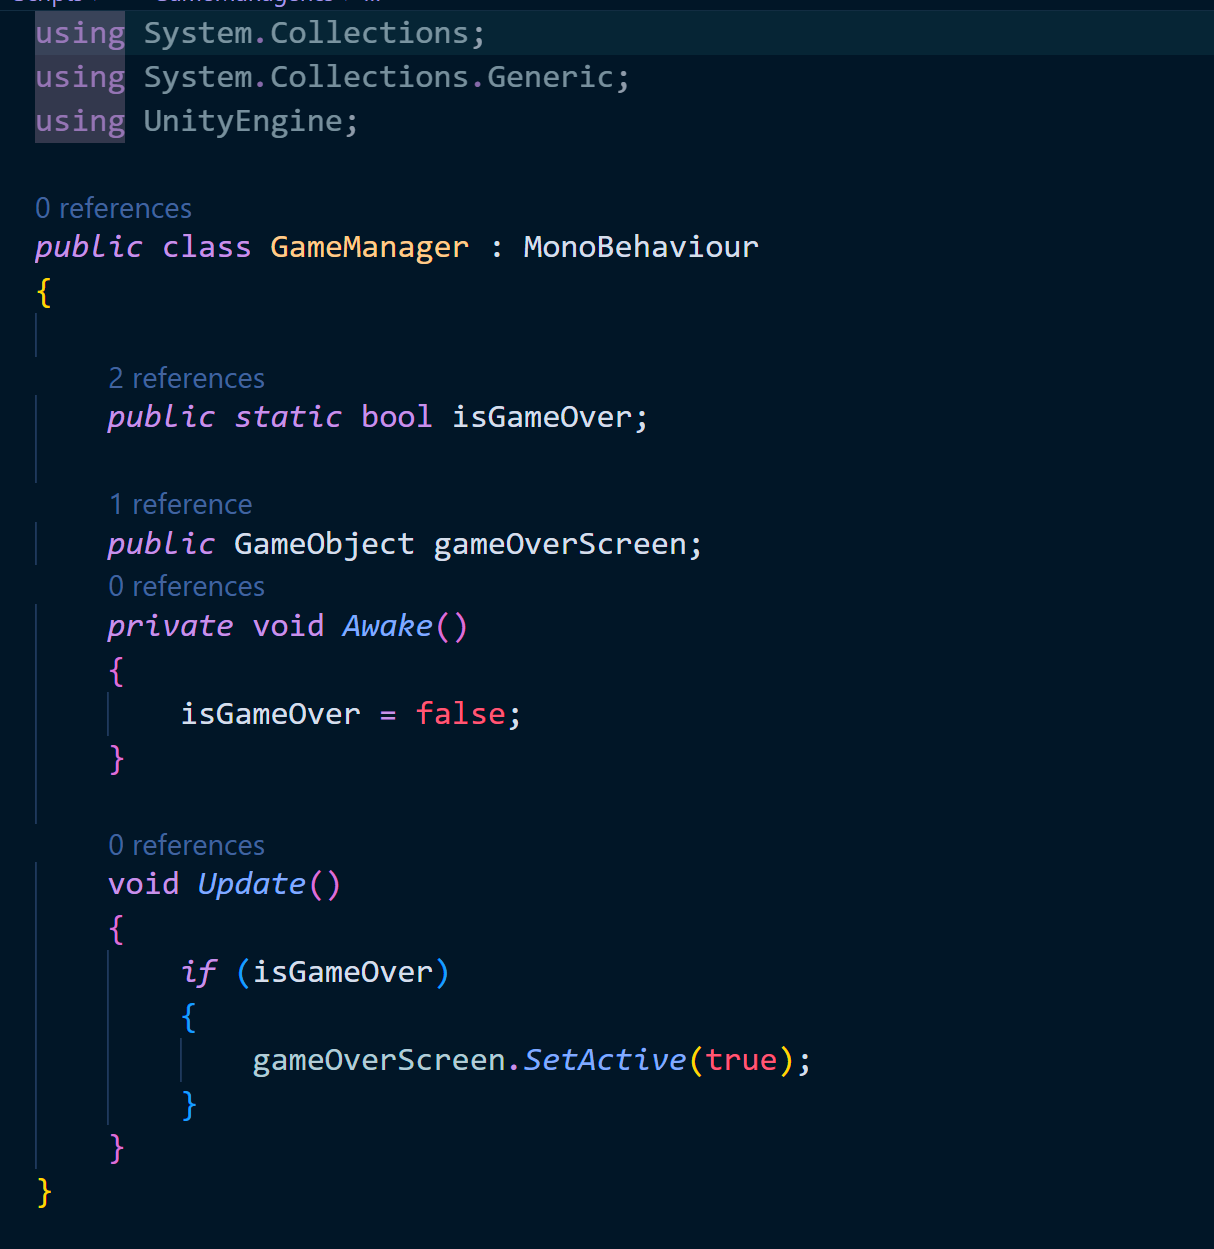 using System.Collections;
using System.Collections.Generic;
using UnityEngine;
0 references
public class GameManager : MonoBehaviour
{
2 references
public static bool isGameOver;
1 reference
public GameObject gameOverScreen;
0 references
private void Awake()
{
isGameOver = false;
}
0 references
void Update()
{
if (isGameOver)
{
gameOverScreen.SetActive(true);
}
}
}